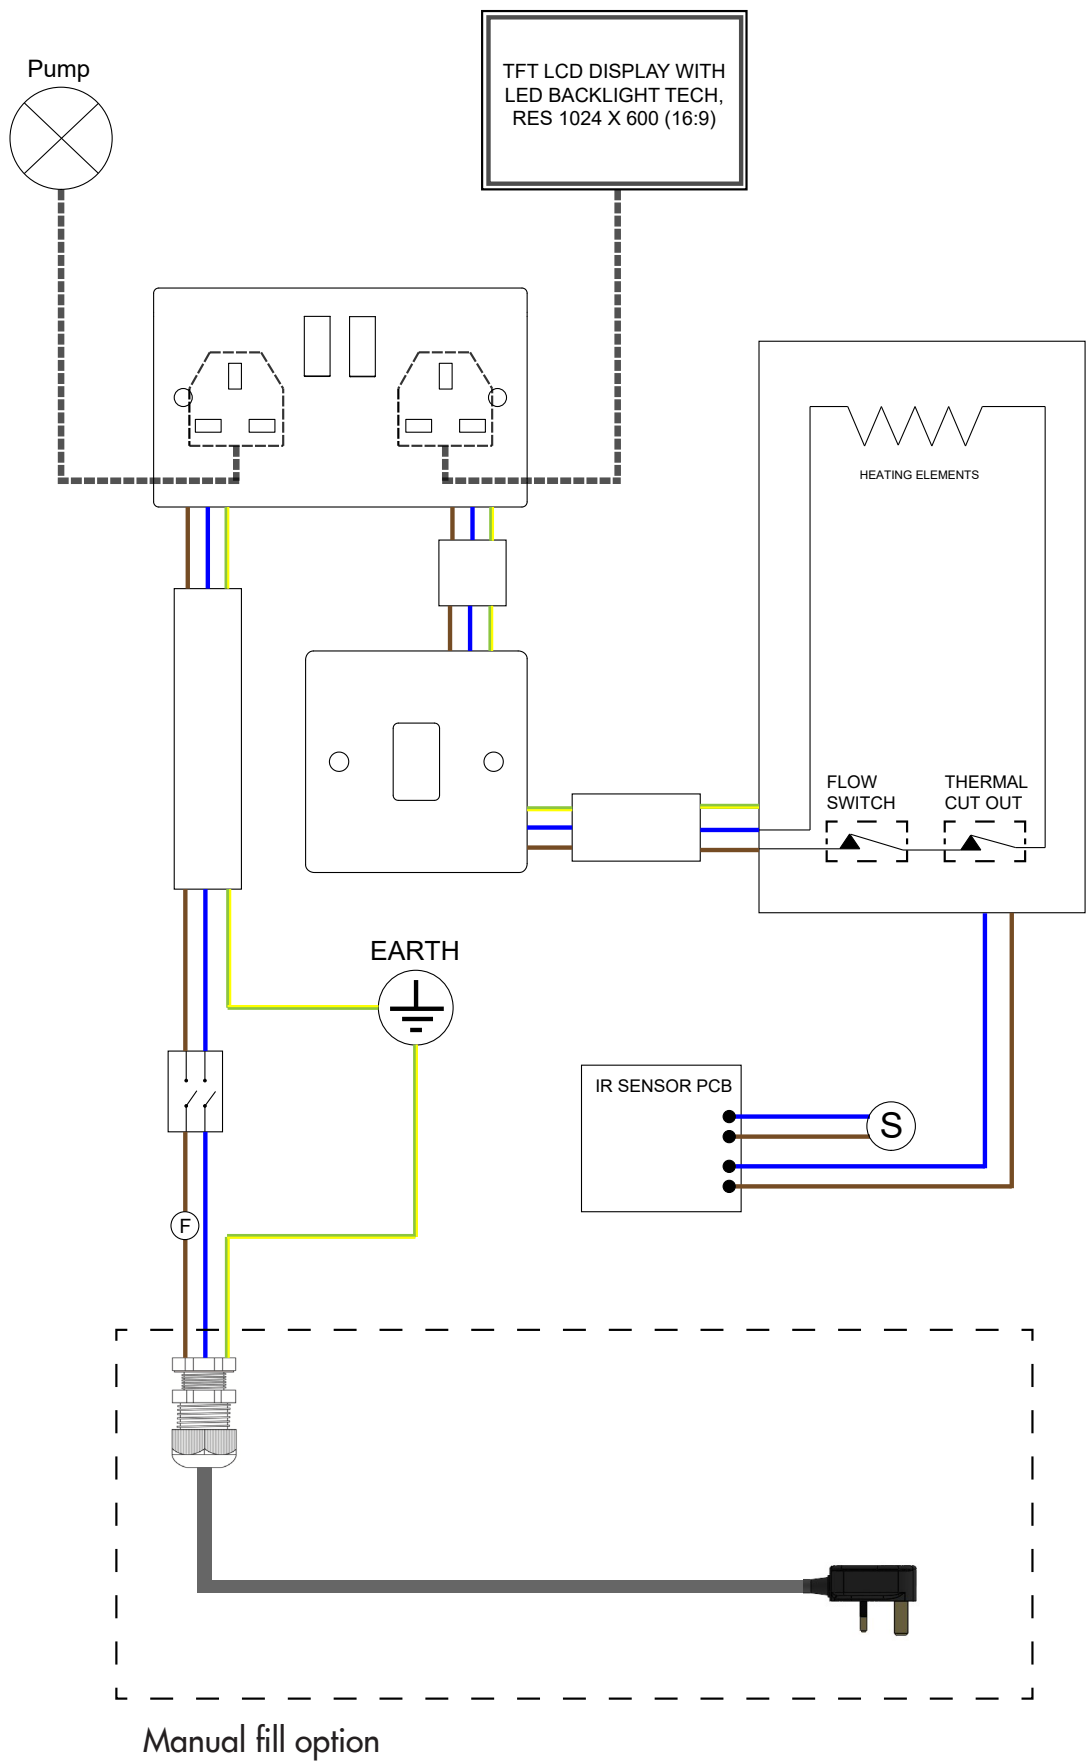 Pump
TFT LCD DISPLAY WITH
LED BACKLIGHT TECH,
RES 1024 X 600 (16:9)
HEATING ELEMENTS
FLOW
SWITCH
THERMAL
CUT OUT
EARTH
IR SENSOR PCB
S
F
Manual fill option